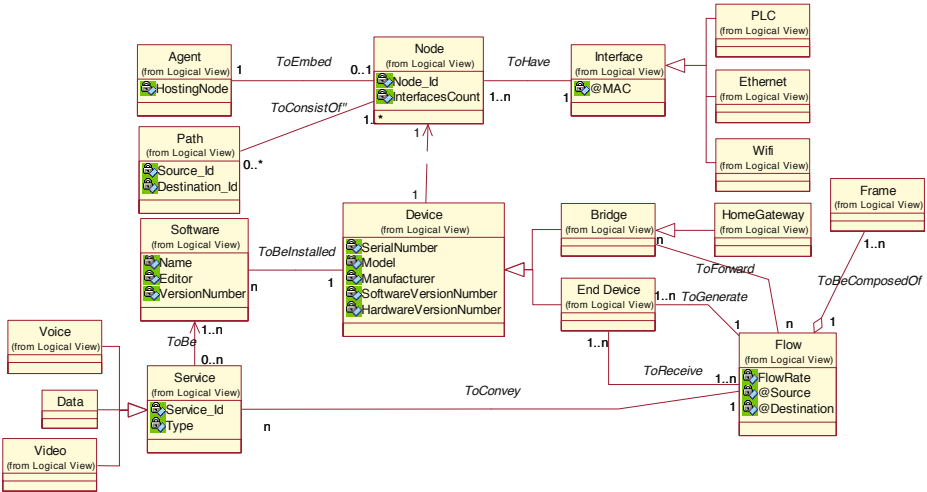 PLC
(from Logical View)
Agent
(from Logical View)
HostingNode
1
ToEmbed
0..1
Node
(from Logical View)
Node_Id
InterfacesCount
ToHave
1..n
1
Interface
(from Logical View)
@MAC
Ethernet
(from Logical View)
Wifi
(from Logical View)
ToConsistOf"
1..*
0..*
Path
(from Logical View)
Source_Id
Destination_Id
1
1
Device
(from Logical View)
SerialNumber
Model
Manufacturer
SoftwareVersionNumber
HardwareVersionNumber
Software
(from Logical View)
Name
Editor
VersionNumber
ToBeInstalled
n
1
Bridge
(from Logical View)
n
HomeGateway
(from Logical View)
Frame
(from Logical View)
1..n
ToForward
n
ToBeComposedOf
1
End Device
(from Logical View)
1..n
ToGenerate
1
1..n
ToReceive
1..n
Flow
(from Logical View)
FlowRate
@Source
@Destination
1..n
ToBe
0..n
Voice
(from Logical View)
Data
Video
(from Logical View)
Service
(from Logical View)
Service_Id
Type
n
ToConvey
1